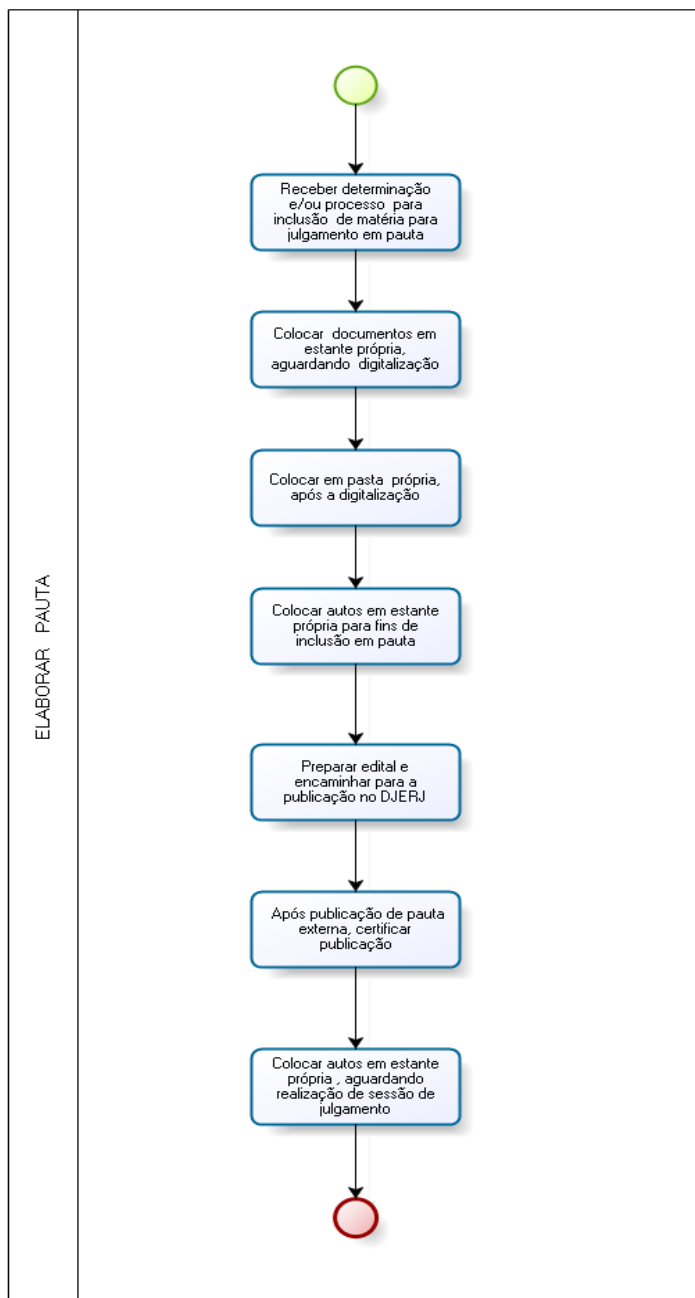 ELABORAR PAUTA
Receber determinação
e/ou processo para
inclusão de matéria para
julgamento em pauta
Colocar documentos em
estante própria,
aguardando digitalização
Colocar em pasta própria,
após a digitalização
Colocar autos em estante
própria para fins de
inclusão em pauta
Preparar edital e
encaminhar para a
publicação no DJERJ
Após publicação de pauta
externa, certificar
publicação
Colocar autos em estante
própria , aguardando
realização de sessão de
julgamento